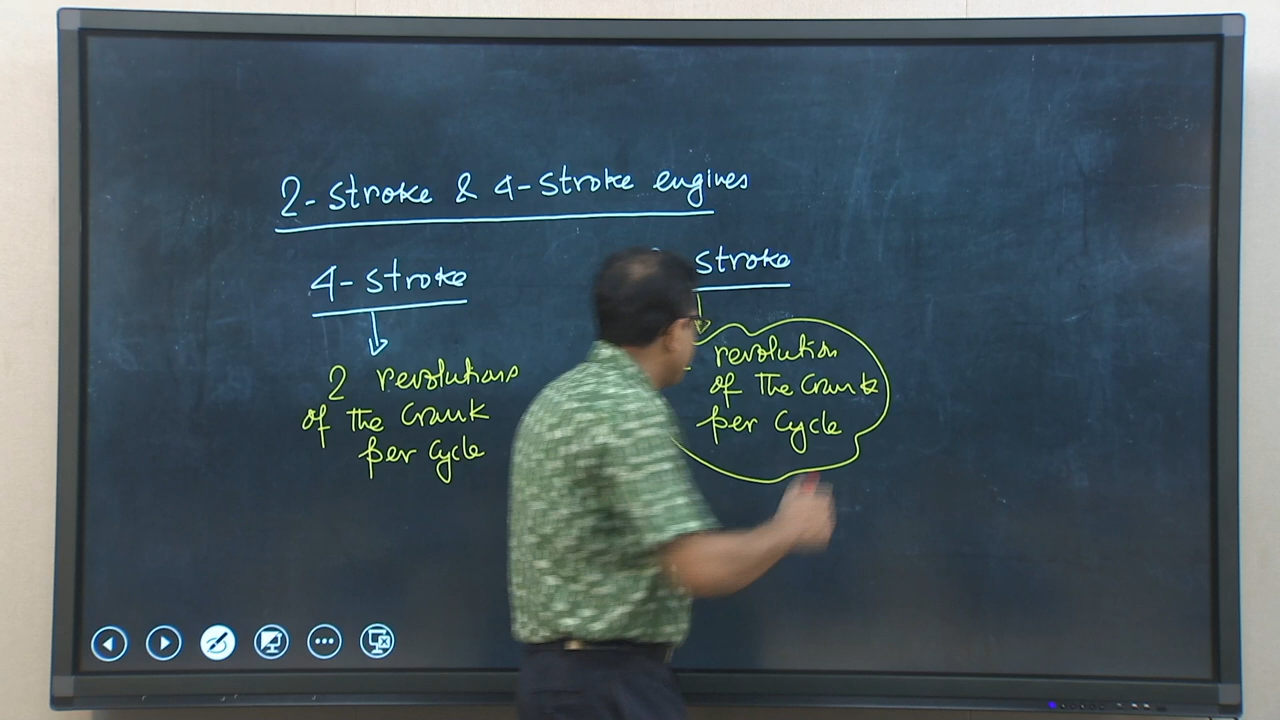 2-Stroke & 4-Stroke engines
4-Stroke
Stroke
2 revolutions
of the Crank
per Cycle
revolution
of the Crank
per Cycle